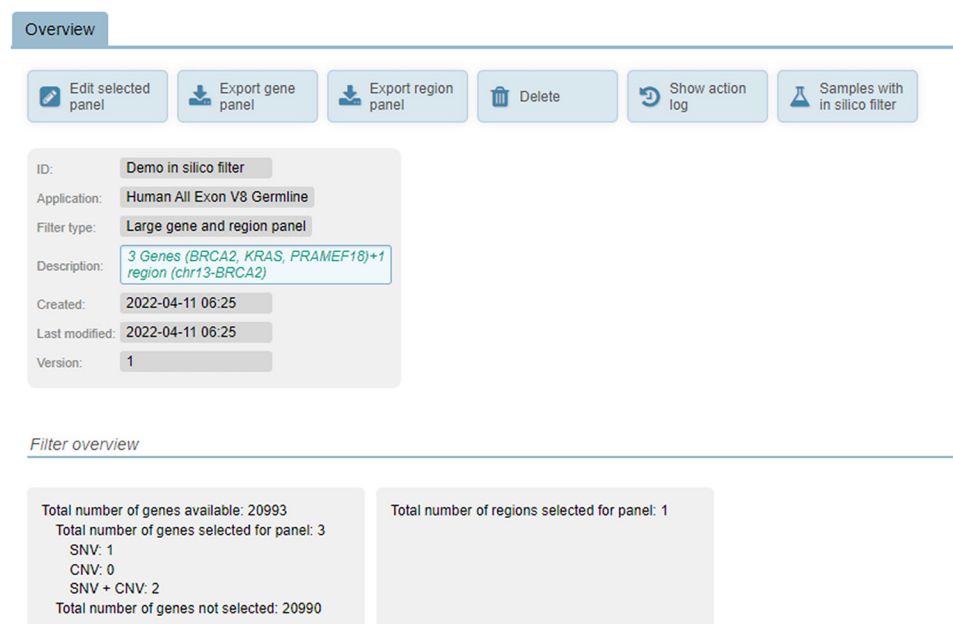 Overview
Edit selected
panel
Export gene
panel
Export region
panel
Delete
Show action
log
Samples with
in silico filter
ID: Demo in silico filter
Application: Human All Exon V8 Germline
Filter type: Large gene and region panel
Description: 3 Genes (BRCA2, KRAS, PRAMEF18)+1
region (chr13-BRCA2)
Created: 2022-04-11 06:25
Last modified: 2022-04-11 06:25
Version: 1
Filter overview
Total number of genes available: 20993
Total number of genes selected for panel: 3
SNV: 1
CNV: 0
SNV + CNV: 2
Total number of genes not selected: 20990
Total number of regions selected for panel: 1